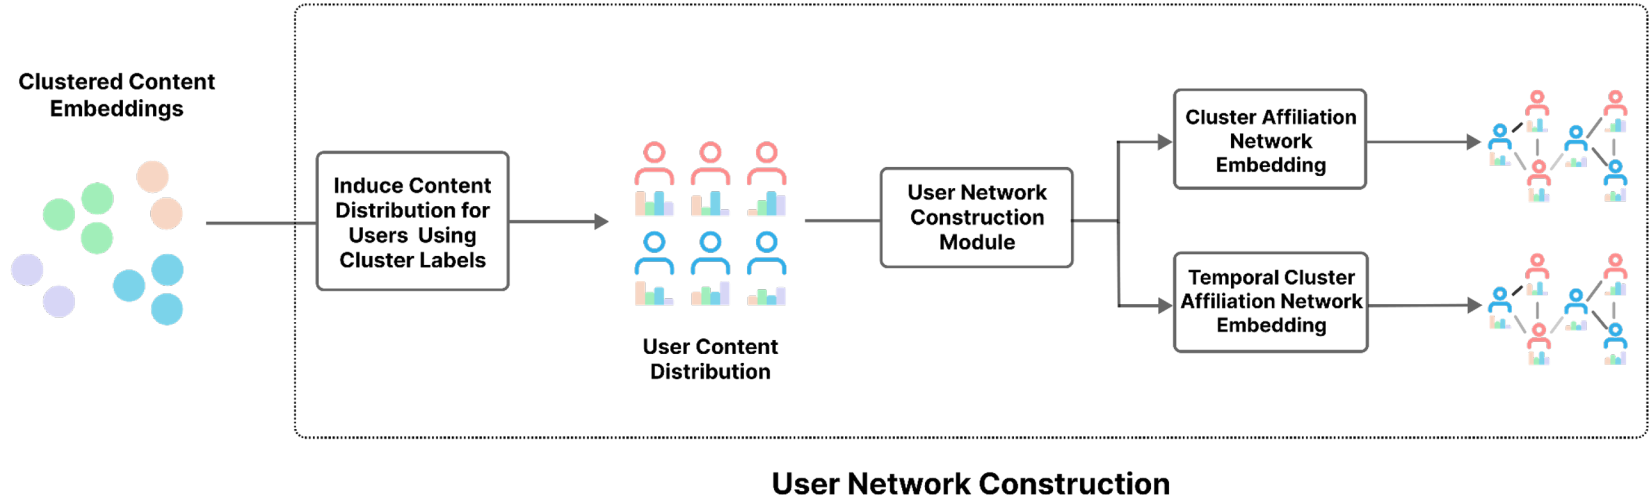 Clustered Content
Embeddings
Induce Content
Distribution for
Users Using
Cluster Labels
User Content
Distribution
User Network
Construction
Module
Cluster Affiliation
Network
Embedding
Temporal Cluster
Affiliation Network
Embedding
User Network Construction